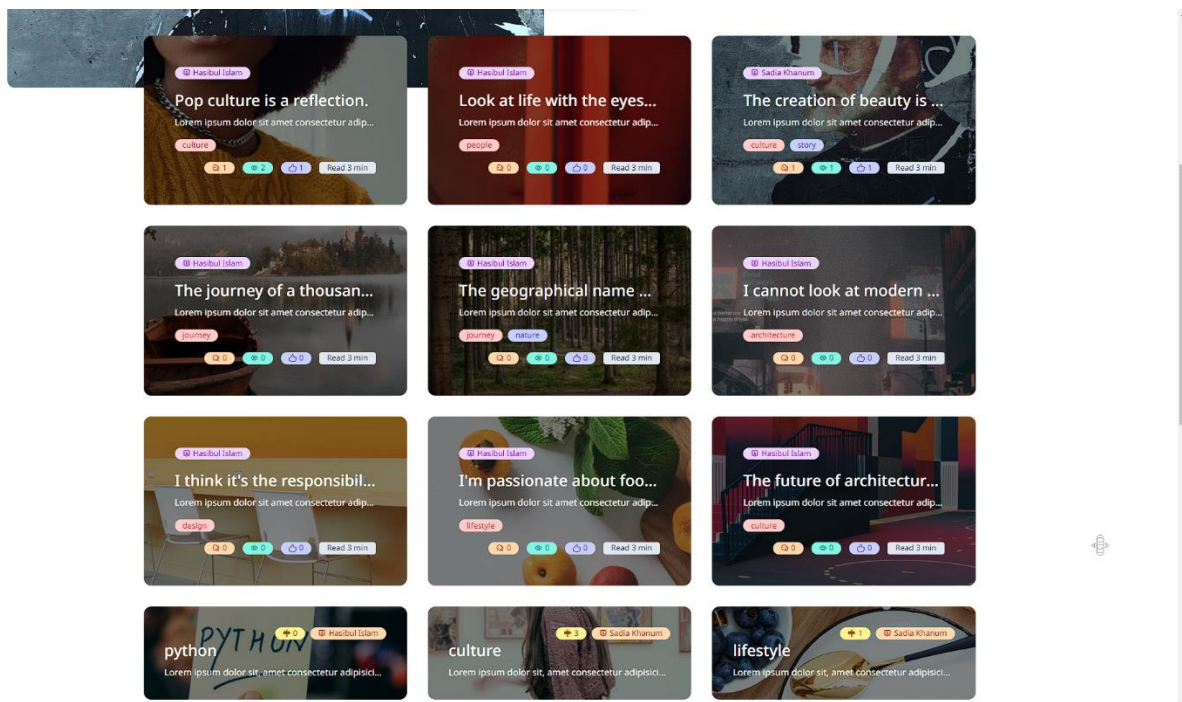 Hasibul Islam
Pop culture is a reflection.
Lorem ipsum dolor sit amet consectetur adip...
culture
1 2 1 Read 3 min
Hasibul Islam
Look at life with the eyes...
Lorem ipsum dolor sit amet consectetur adip...
people
0 0 0 Read 3 min
Sadia Khanum
The creation of beauty is ...
Lorem ipsum dolor sit amet consectetur adip...
culture story
1 1 1 Read 3 min
Hasibul Islam
The journey of a thousan...
Lorem ipsum dolor sit amet consectetur adip...
journey
0 0 0 Read 3 min
Hasibul Islam
The geographical name ...
Lorem ipsum dolor sit amet consectetur adip...
journey nature
0 0 0 Read 3 min
Hasibul Islam
I cannot look at modern ...
Lorem ipsum dolor sit amet consectetur adip...
architecture
0 0 0 Read 3 min
Hasibul Islam
I think it's the responsibil...
Lorem ipsum dolor sit amet consectetur adip...
design
0 0 0 Read 3 min
Hasibul Islam
I'm passionate about foo...
Lorem ipsum dolor sit amet consectetur adip...
lifestyle
0 0 0 Read 3 min
Hasibul Islam
The future of architectur...
Lorem ipsum dolor sit amet consectetur adip...
culture
0 0 0 Read 3 min
PYTHON
0 Hasibul Islam
python
Lorem ipsum dolor sit, amet consectetur adipisici...
3 Sadia Khanum
culture
Lorem ipsum dolor sit, amet consectetur adipisici...
1 Sadia Khanum
lifestyle
Lorem ipsum dolor sit, amet consectetur adipisici...